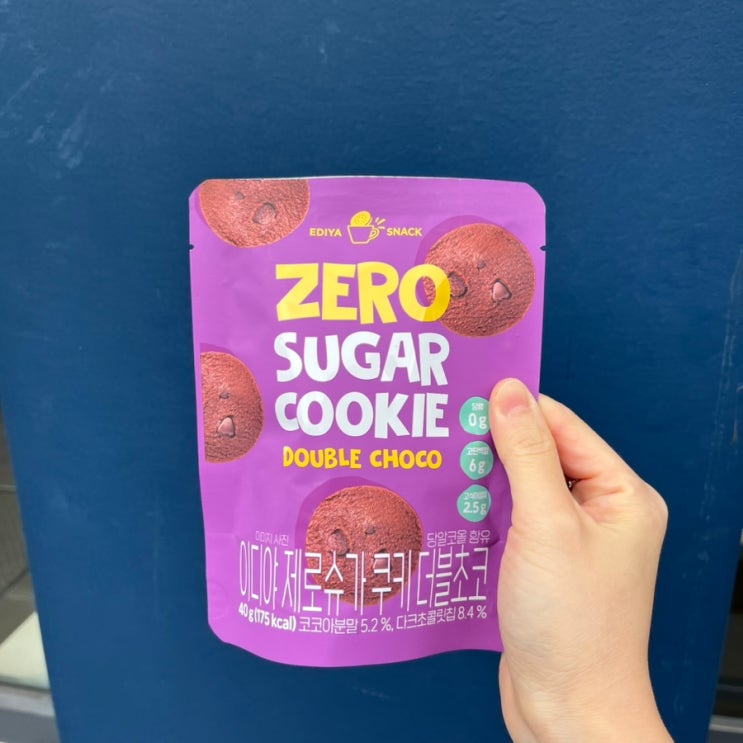 EDIYA SNACK
ZERO
SUGAR
COOKIE
DOUBLE CHOCO
당류
0g
고단백질
6g
고식이섬유
2.5g
이미지 사진
당알코올 함유
이디야 제로슈가 쿠키 더블초코
40g(175 kcal) 코코아분말 5.2 %, 다크초콜릿칩 8.4 %